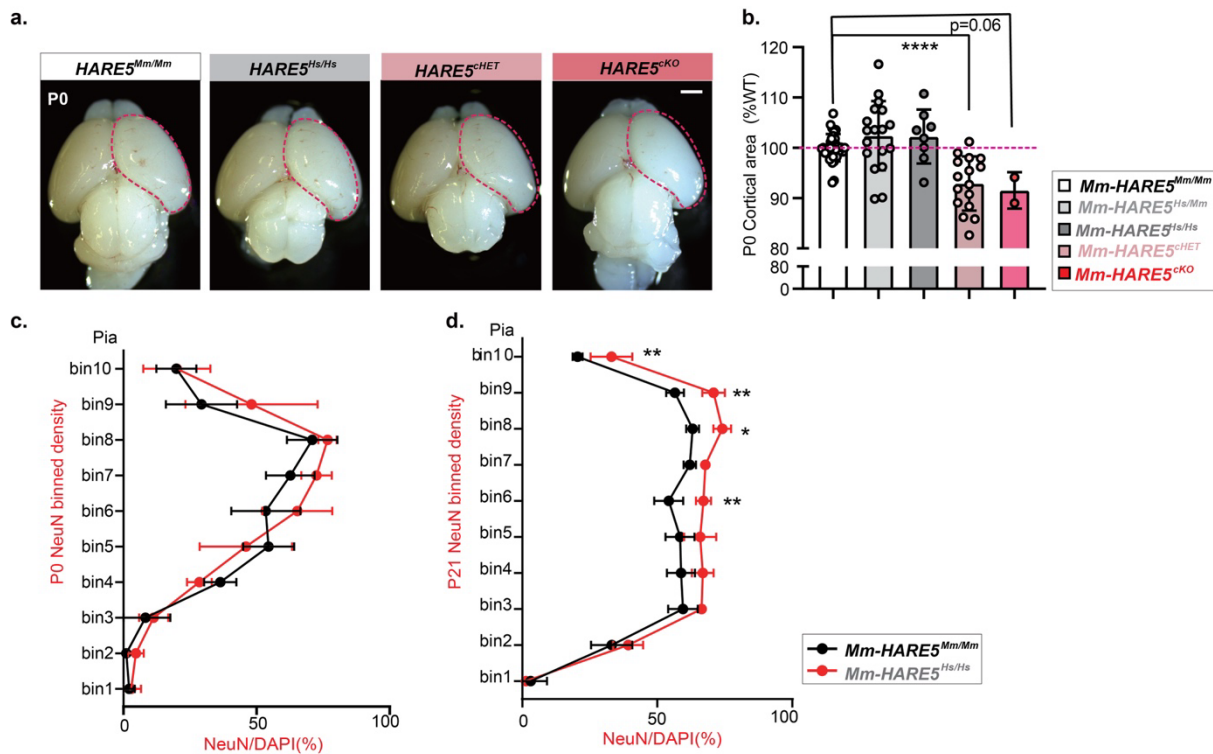 a.
HARE5Mm/Mm
HARE5Hs/Hs
HARE5cHET
HARE5cKO
P0
b.
p=0.06
****
P0 Cortical area (%WT)
120
110
100
90
80
80
0
Mm-HARE5Mm/Mm
Mm-HARE5Hs/Mm
Mm-HARE5Hs/Hs
Mm-HARE5cHET
Mm-HARE5cKO
c.
Pia
P0 NeuN binned density
bin10
bin9
bin8
bin7
bin6
bin5
bin4
bin3
bin2
bin1
0
50
100
NeuN/DAPI(%)
d.
Pia
P21 NeuN binned density
bin10
bin9
bin8
bin7
bin6
bin5
bin4
bin3
bin2
bin1
**
**
*
**
0
50
100
NeuN/DAPI(%)
Mm-HARE5Mm/Mm
Mm-HARE5Hs/Hs